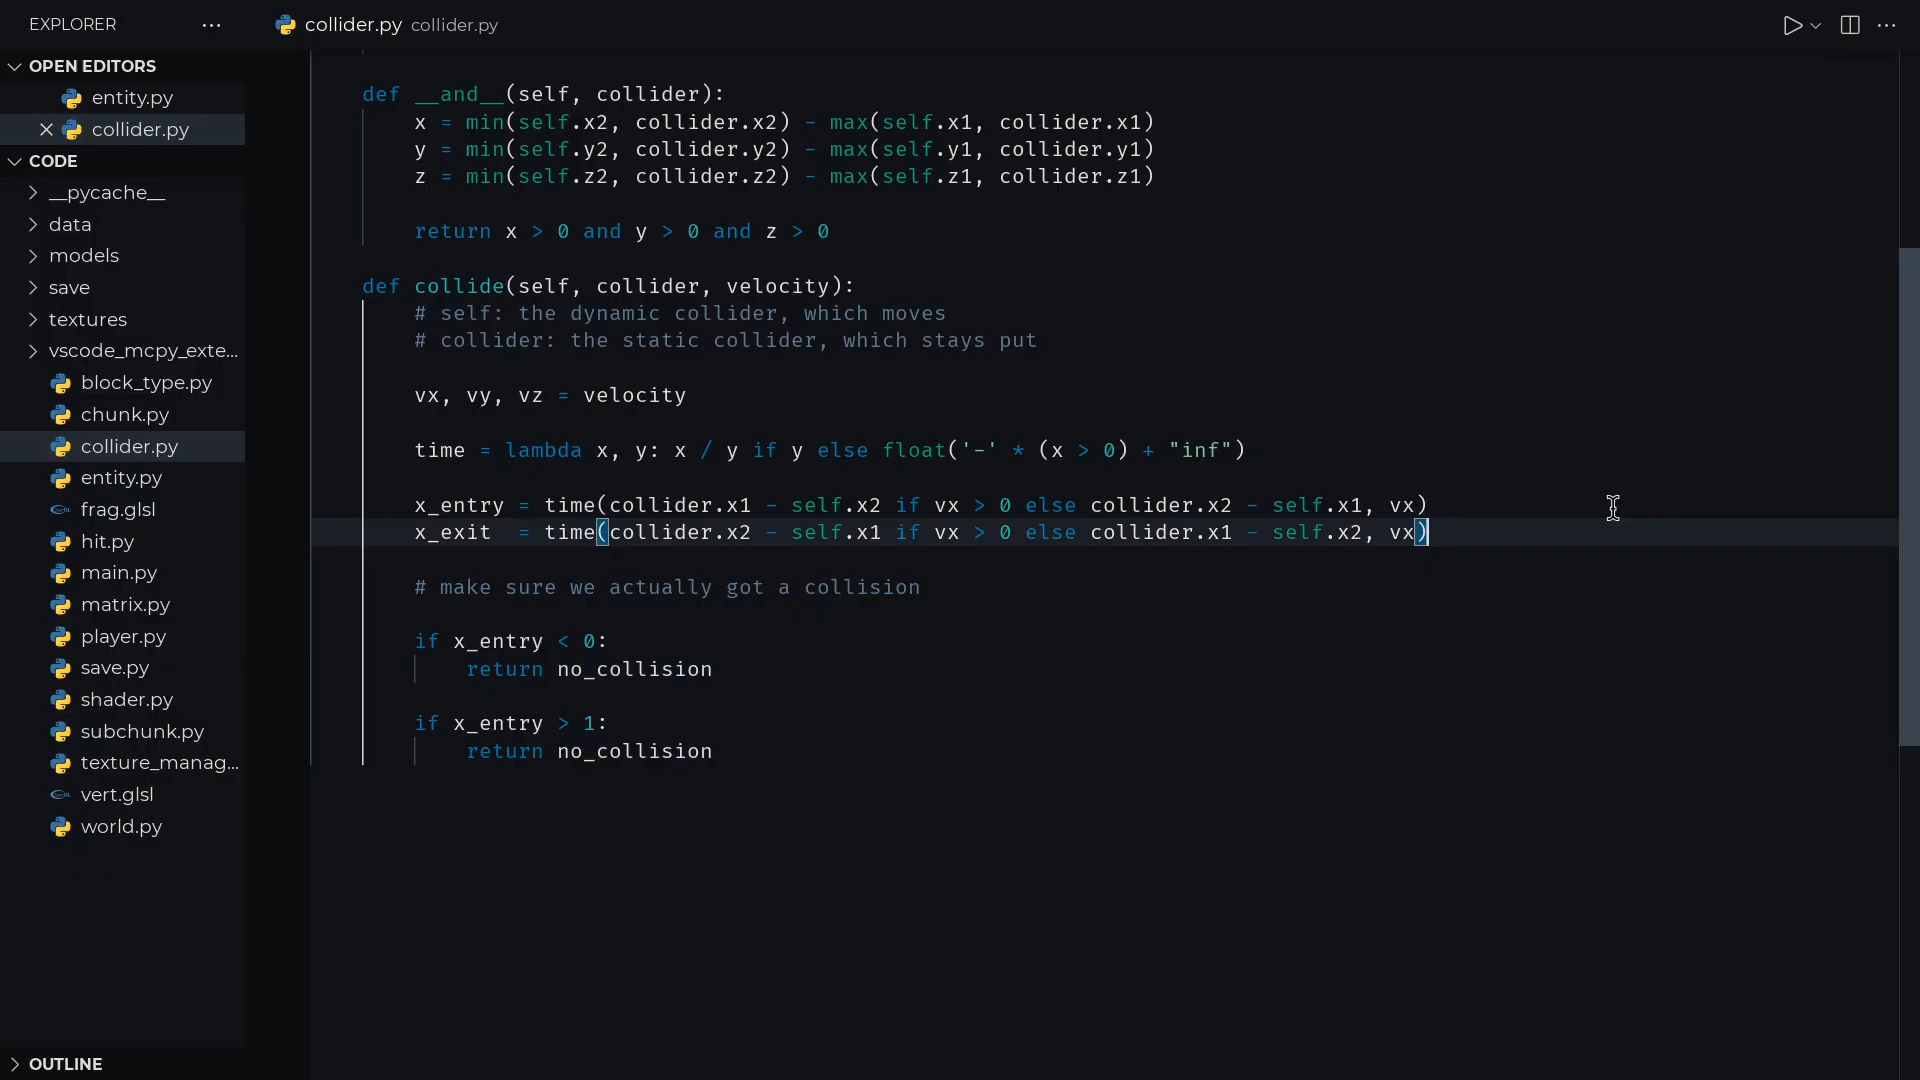 EXPLORER
collider.py collider.py
OPEN EDITORS
entity.py
collider.py
CODE
__pycache__
data
models
save
textures
vscode_mcpy_exte...
block_type.py
chunk.py
collider.py
entity.py
frag.glsl
hit.py
main.py
matrix.py
player.py
save.py
shader.py
subchunk.py
texture_manag...
vert.glsl
world.py
OUTLINE
def __and__(self, collider):
x = min(self.x2, collider.x2) - max(self.x1, collider.x1)
y = min(self.y2, collider.y2) - max(self.y1, collider.y1)
z = min(self.z2, collider.z2) - max(self.z1, collider.z1)
return x > 0 and y > 0 and z > 0
def collide(self, collider, velocity):
# self: the dynamic collider, which moves
# collider: the static collider, which stays put
vx, vy, vz = velocity
time = lambda x, y: x / y if y else float('-' * (x > 0) + "inf")
x_entry = time(collider.x1 - self.x2 if vx > 0 else collider.x2 - self.x1, vx)
x_exit  = time(collider.x2 - self.x1 if vx > 0 else collider.x1 - self.x2, vx)
# make sure we actually got a collision
if x_entry < 0:
return no_collision
if x_entry > 1:
return no_collision